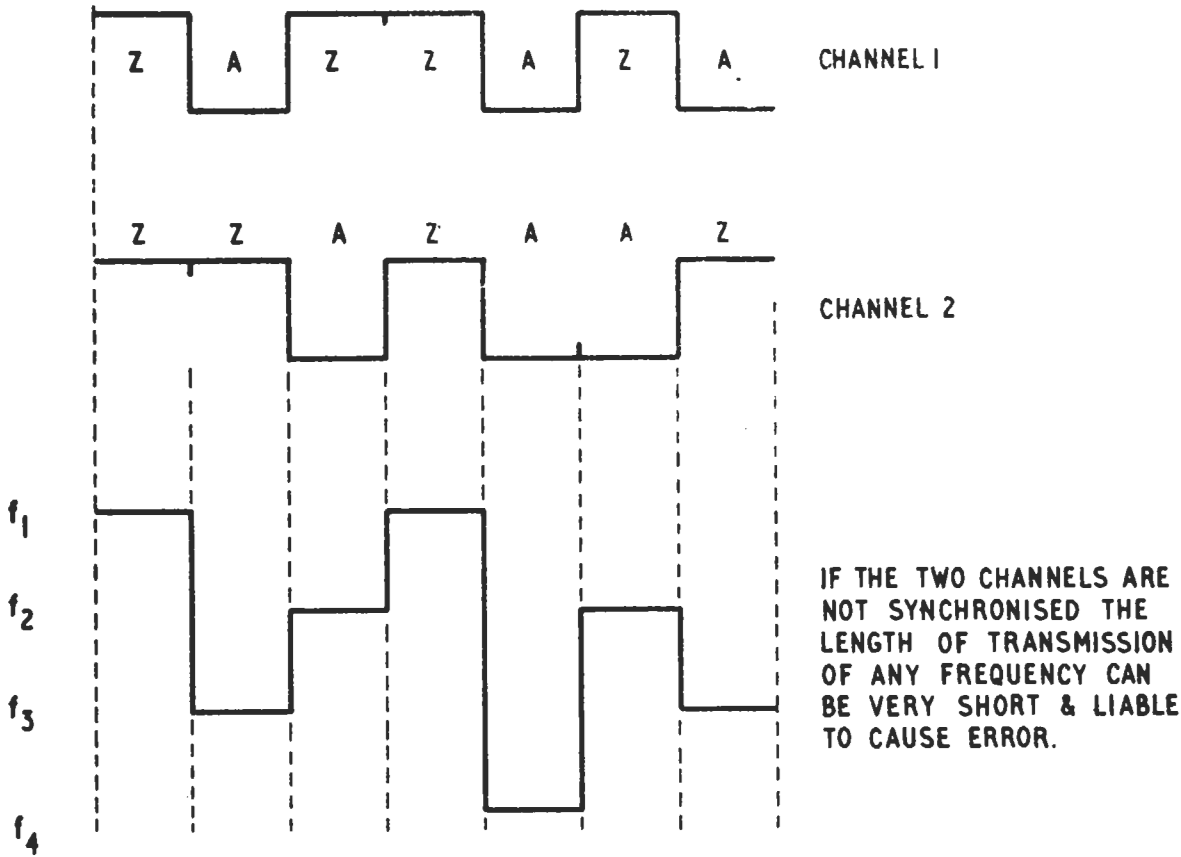 Z A Z Z A Z A CHANNEL 1
Z Z A Z A A Z
CHANNEL 2
f1
f2
f3
f4
IF THE TWO CHANNELS ARE
NOT SYNCHRONISED THE
LENGTH OF TRANSMISSION
OF ANY FREQUENCY CAN
BE VERY SHORT & LIABLE
TO CAUSE ERROR.